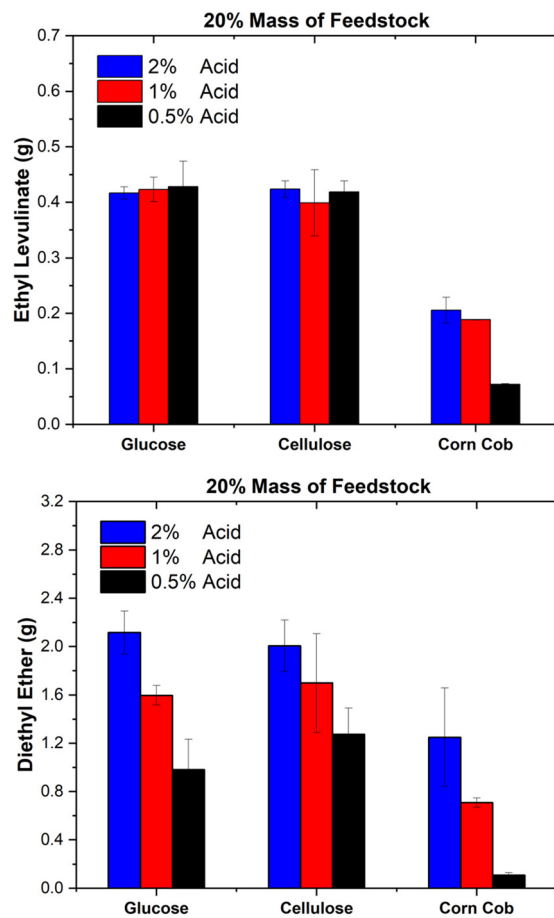 20% Mass of Feedstock
0.7
0.6
0.5
0.4
0.3
0.2
0.1
0.0
Ethyl Levulinate (g)
2% Acid
1% Acid
0.5% Acid
Glucose
Cellulose
Corn Cob
20% Mass of Feedstock
3.2
2.8
2.4
2.0
1.6
1.2
0.8
0.4
0.0
Diethyl Ether (g)
2% Acid
1% Acid
0.5% Acid
Glucose
Cellulose
Corn Cob